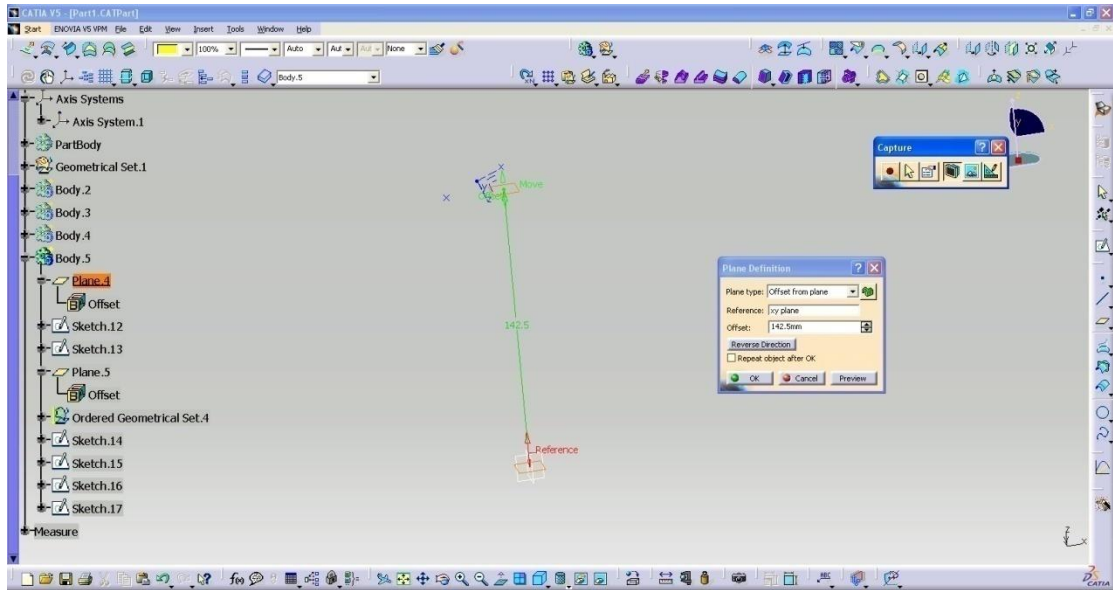 CATIA V5 - [Part1.CATPart]
Start ENOVIA V5 VPM File Edit View Insert Tools Window Help
100% Auto Aut Aut None
Body.5
Axis Systems
Axis System.1
PartBody
Geometrical Set.1
Body.2
Body.3
Body.4
Body.5
Plane.4
Offset
Sketch.12
Sketch.13
Plane.5
Offset
Ordered Geometrical Set.4
Sketch.14
Sketch.15
Sketch.16
Sketch.17
Measure
Move
142.5
Reference
Capture
Plane Definition
Plane type: Offset from plane
Reference: xy plane
Offset: 142.5mm
Reverse Direction
Repeat object after OK
OK Cancel Preview
y
z
x
f(x)
CATIA